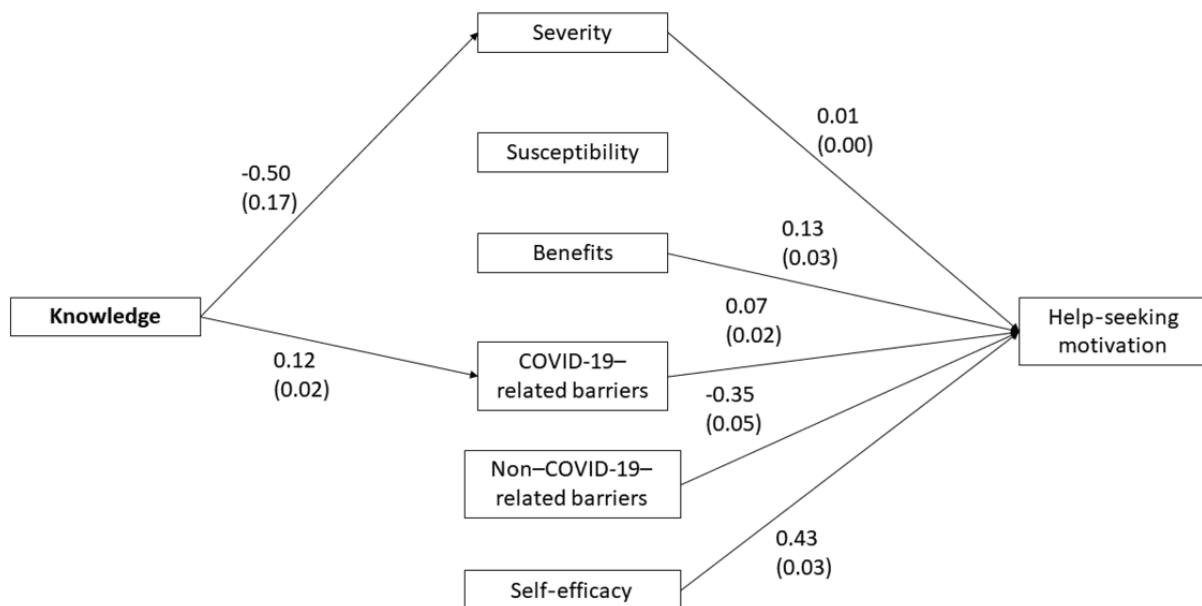 Severity
0.01
(0.00)
Susceptibility
-0.50
(0.17)
Benefits
0.13
(0.03)
Knowledge
0.07
(0.02)
Help-seeking
motivation
0.12
(0.02)
COVID-19–
related barriers
-0.35
(0.05)
Non–COVID-19–
related barriers
0.43
(0.03)
Self-efficacy